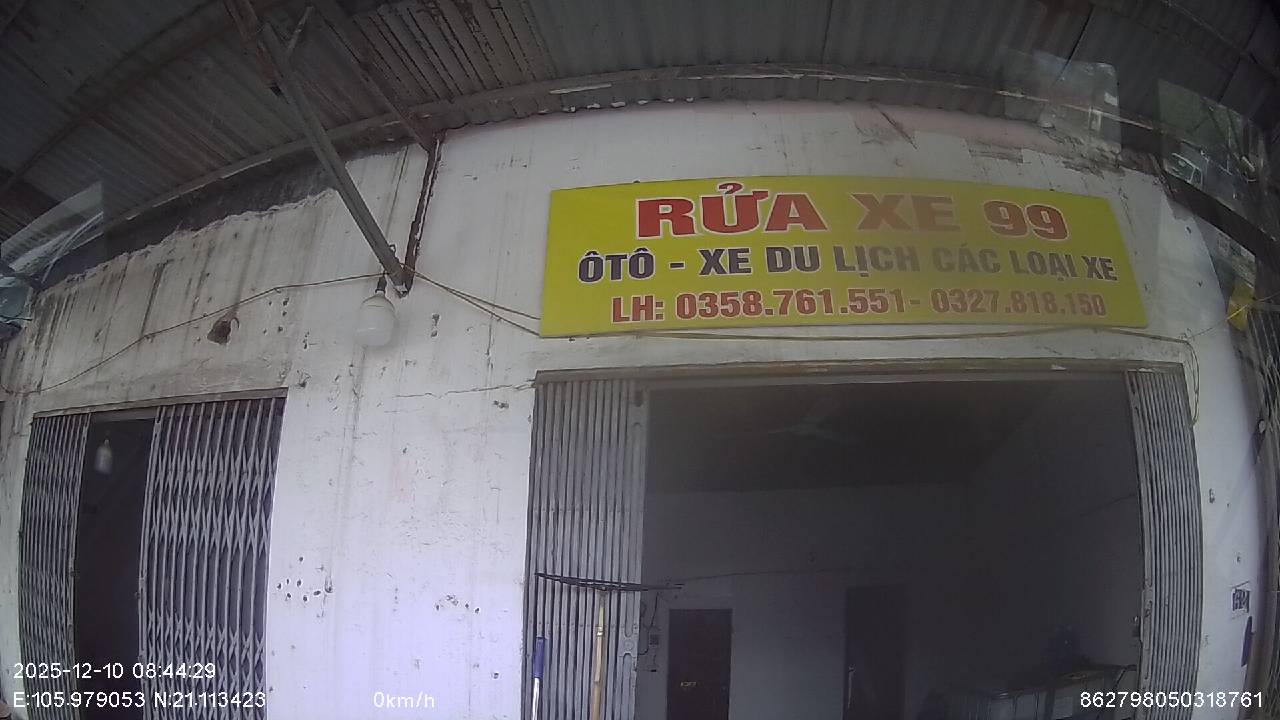 RỬA XE 99
ÔTÔ - XE DU LỊCH CÁC LOẠI XE
LH: 0358.761.551- 0327.818.150
2025-12-10 08:44:29
E:105.979053 N:21.113423 0km/h 862798050318761